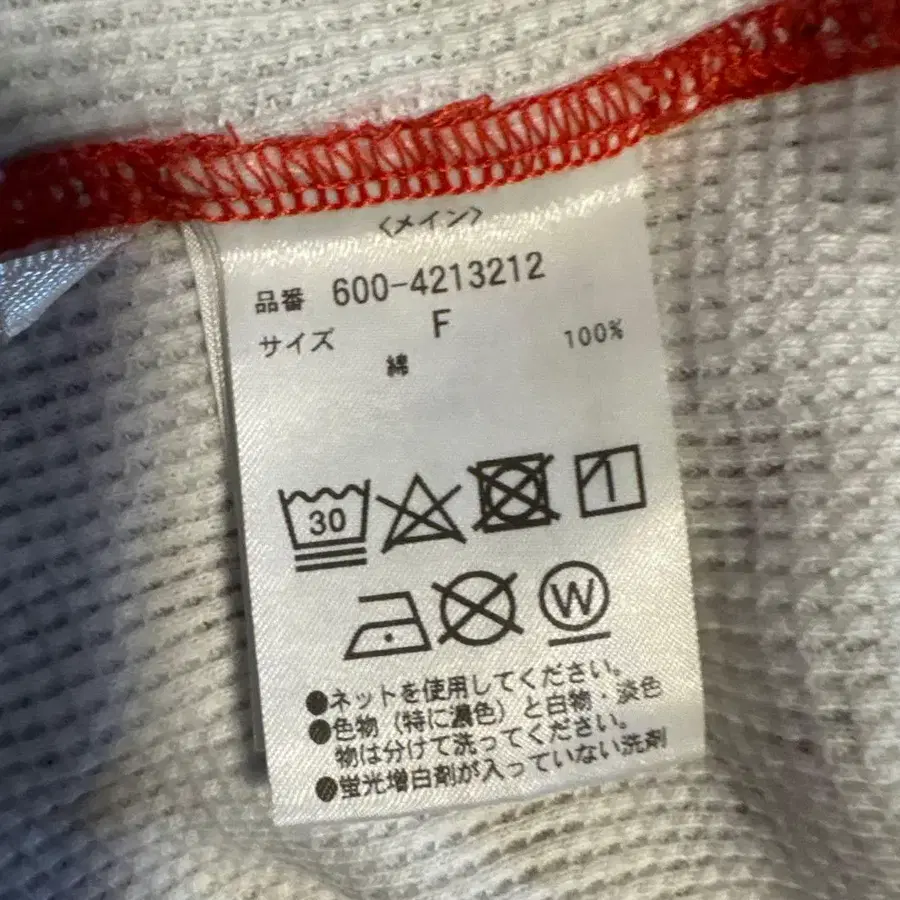 〈メイン〉
品番 600-4213212
サイズ F
綿 100%
30
W
●ネットを使用してください。
●色物（特に濃色）と白物・淡色
物は分けて洗ってください。
●蛍光増白剤が入っていない洗剤